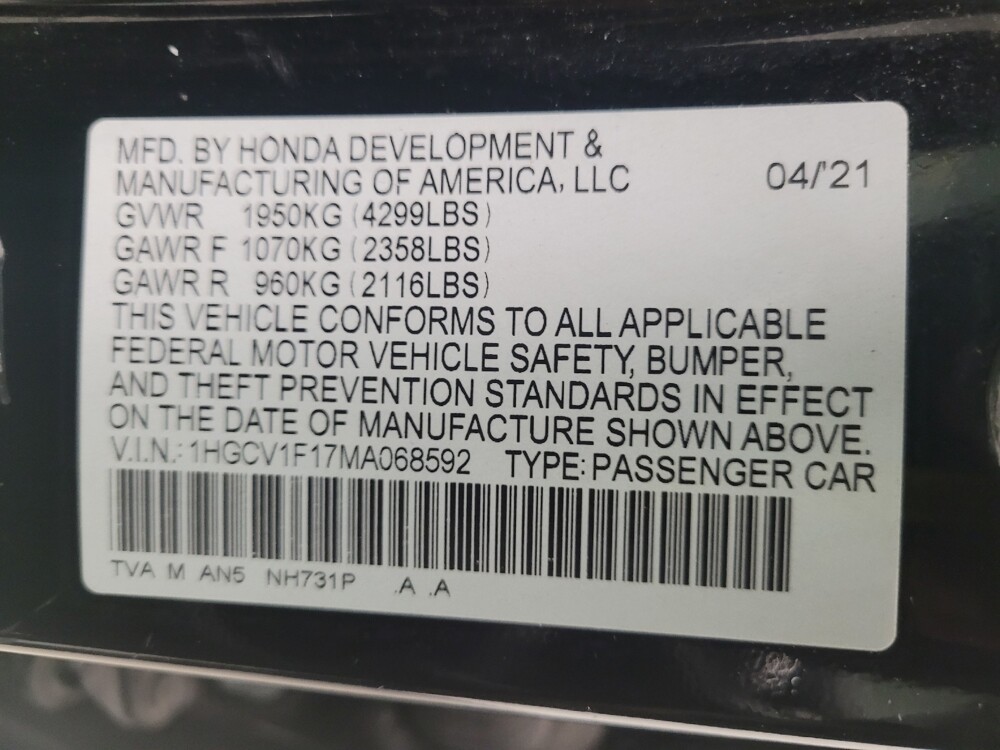 MFD. BY HONDA DEVELOPMENT &
MANUFACTURING OF AMERICA, LLC 04/'21
GVWR 1950KG (4299LBS)
GAWR F 1070KG (2358LBS)
GAWR R 960KG (2116LBS)
THIS VEHICLE CONFORMS TO ALL APPLICABLE
FEDERAL MOTOR VEHICLE SAFETY, BUMPER,
AND THEFT PREVENTION STANDARDS IN EFFECT
ON THE DATE OF MANUFACTURE SHOWN ABOVE.
V.I.N.: 1HGCV1F17MA068592 TYPE: PASSENGER CAR
TVA M AN5 NH731P .A .A